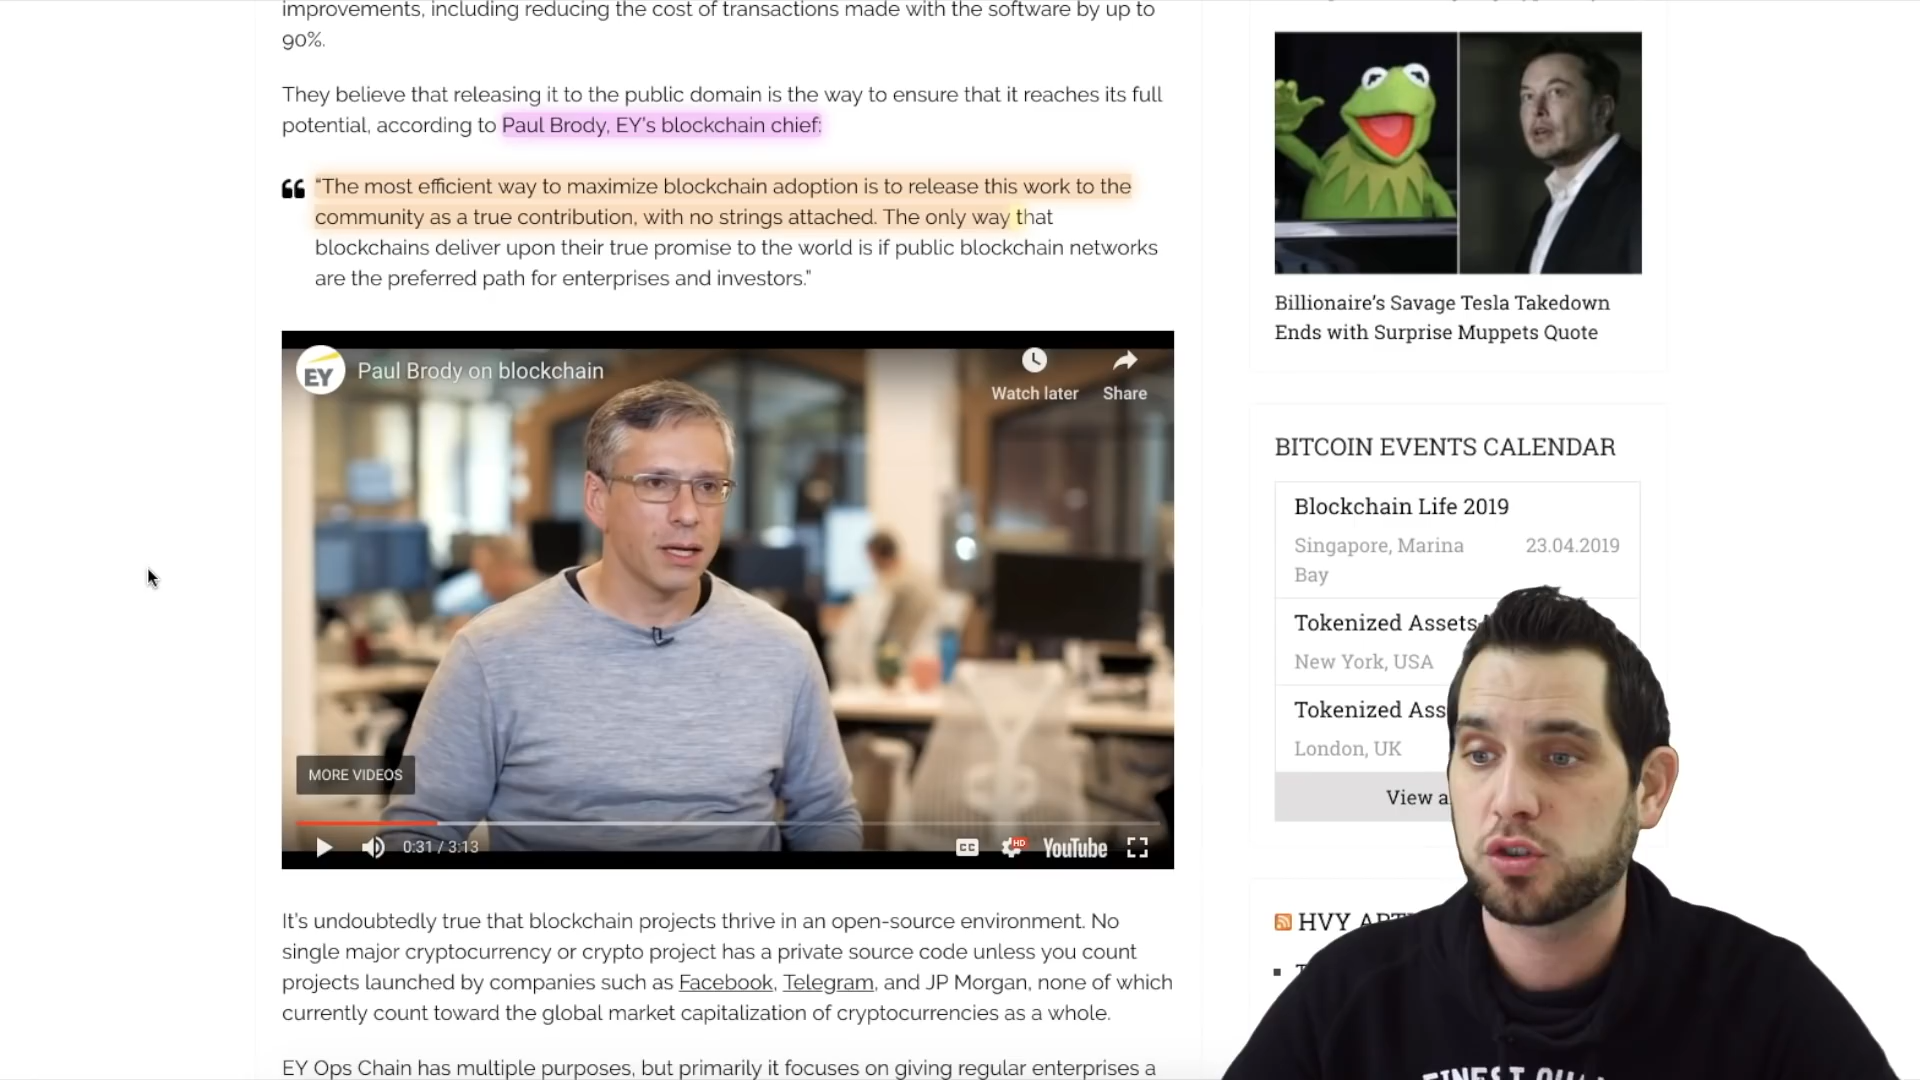 improvements, including reducing the cost of transactions made with the software by up to
90%.
They believe that releasing it to the public domain is the way to ensure that it reaches its full
potential, according to Paul Brody, EY's blockchain chief:
“The most efficient way to maximize blockchain adoption is to release this work to the
community as a true contribution, with no strings attached. The only way that
blockchains deliver upon their true promise to the world is if public blockchain networks
are the preferred path for enterprises and investors.”
EY
Paul Brody on blockchain
Watch later
Share
MORE VIDEOS
0:31 / 3:13
CC
HD
YouTube
It's undoubtedly true that blockchain projects thrive in an open-source environment. No
single major cryptocurrency or crypto project has a private source code unless you count
projects launched by companies such as Facebook, Telegram, and JP Morgan, none of which
currently count toward the global market capitalization of cryptocurrencies as a whole.
EY Ops Chain has multiple purposes, but primarily it focuses on giving regular enterprises a
Billionaire's Savage Tesla Takedown
Ends with Surprise Muppets Quote
BITCOIN EVENTS CALENDAR
Blockchain Life 2019
Singapore, Marina
Bay
23.04.2019
Tokenized Assets
New York, USA
Tokenized Ass
London, UK
View a
HVY
FINEST